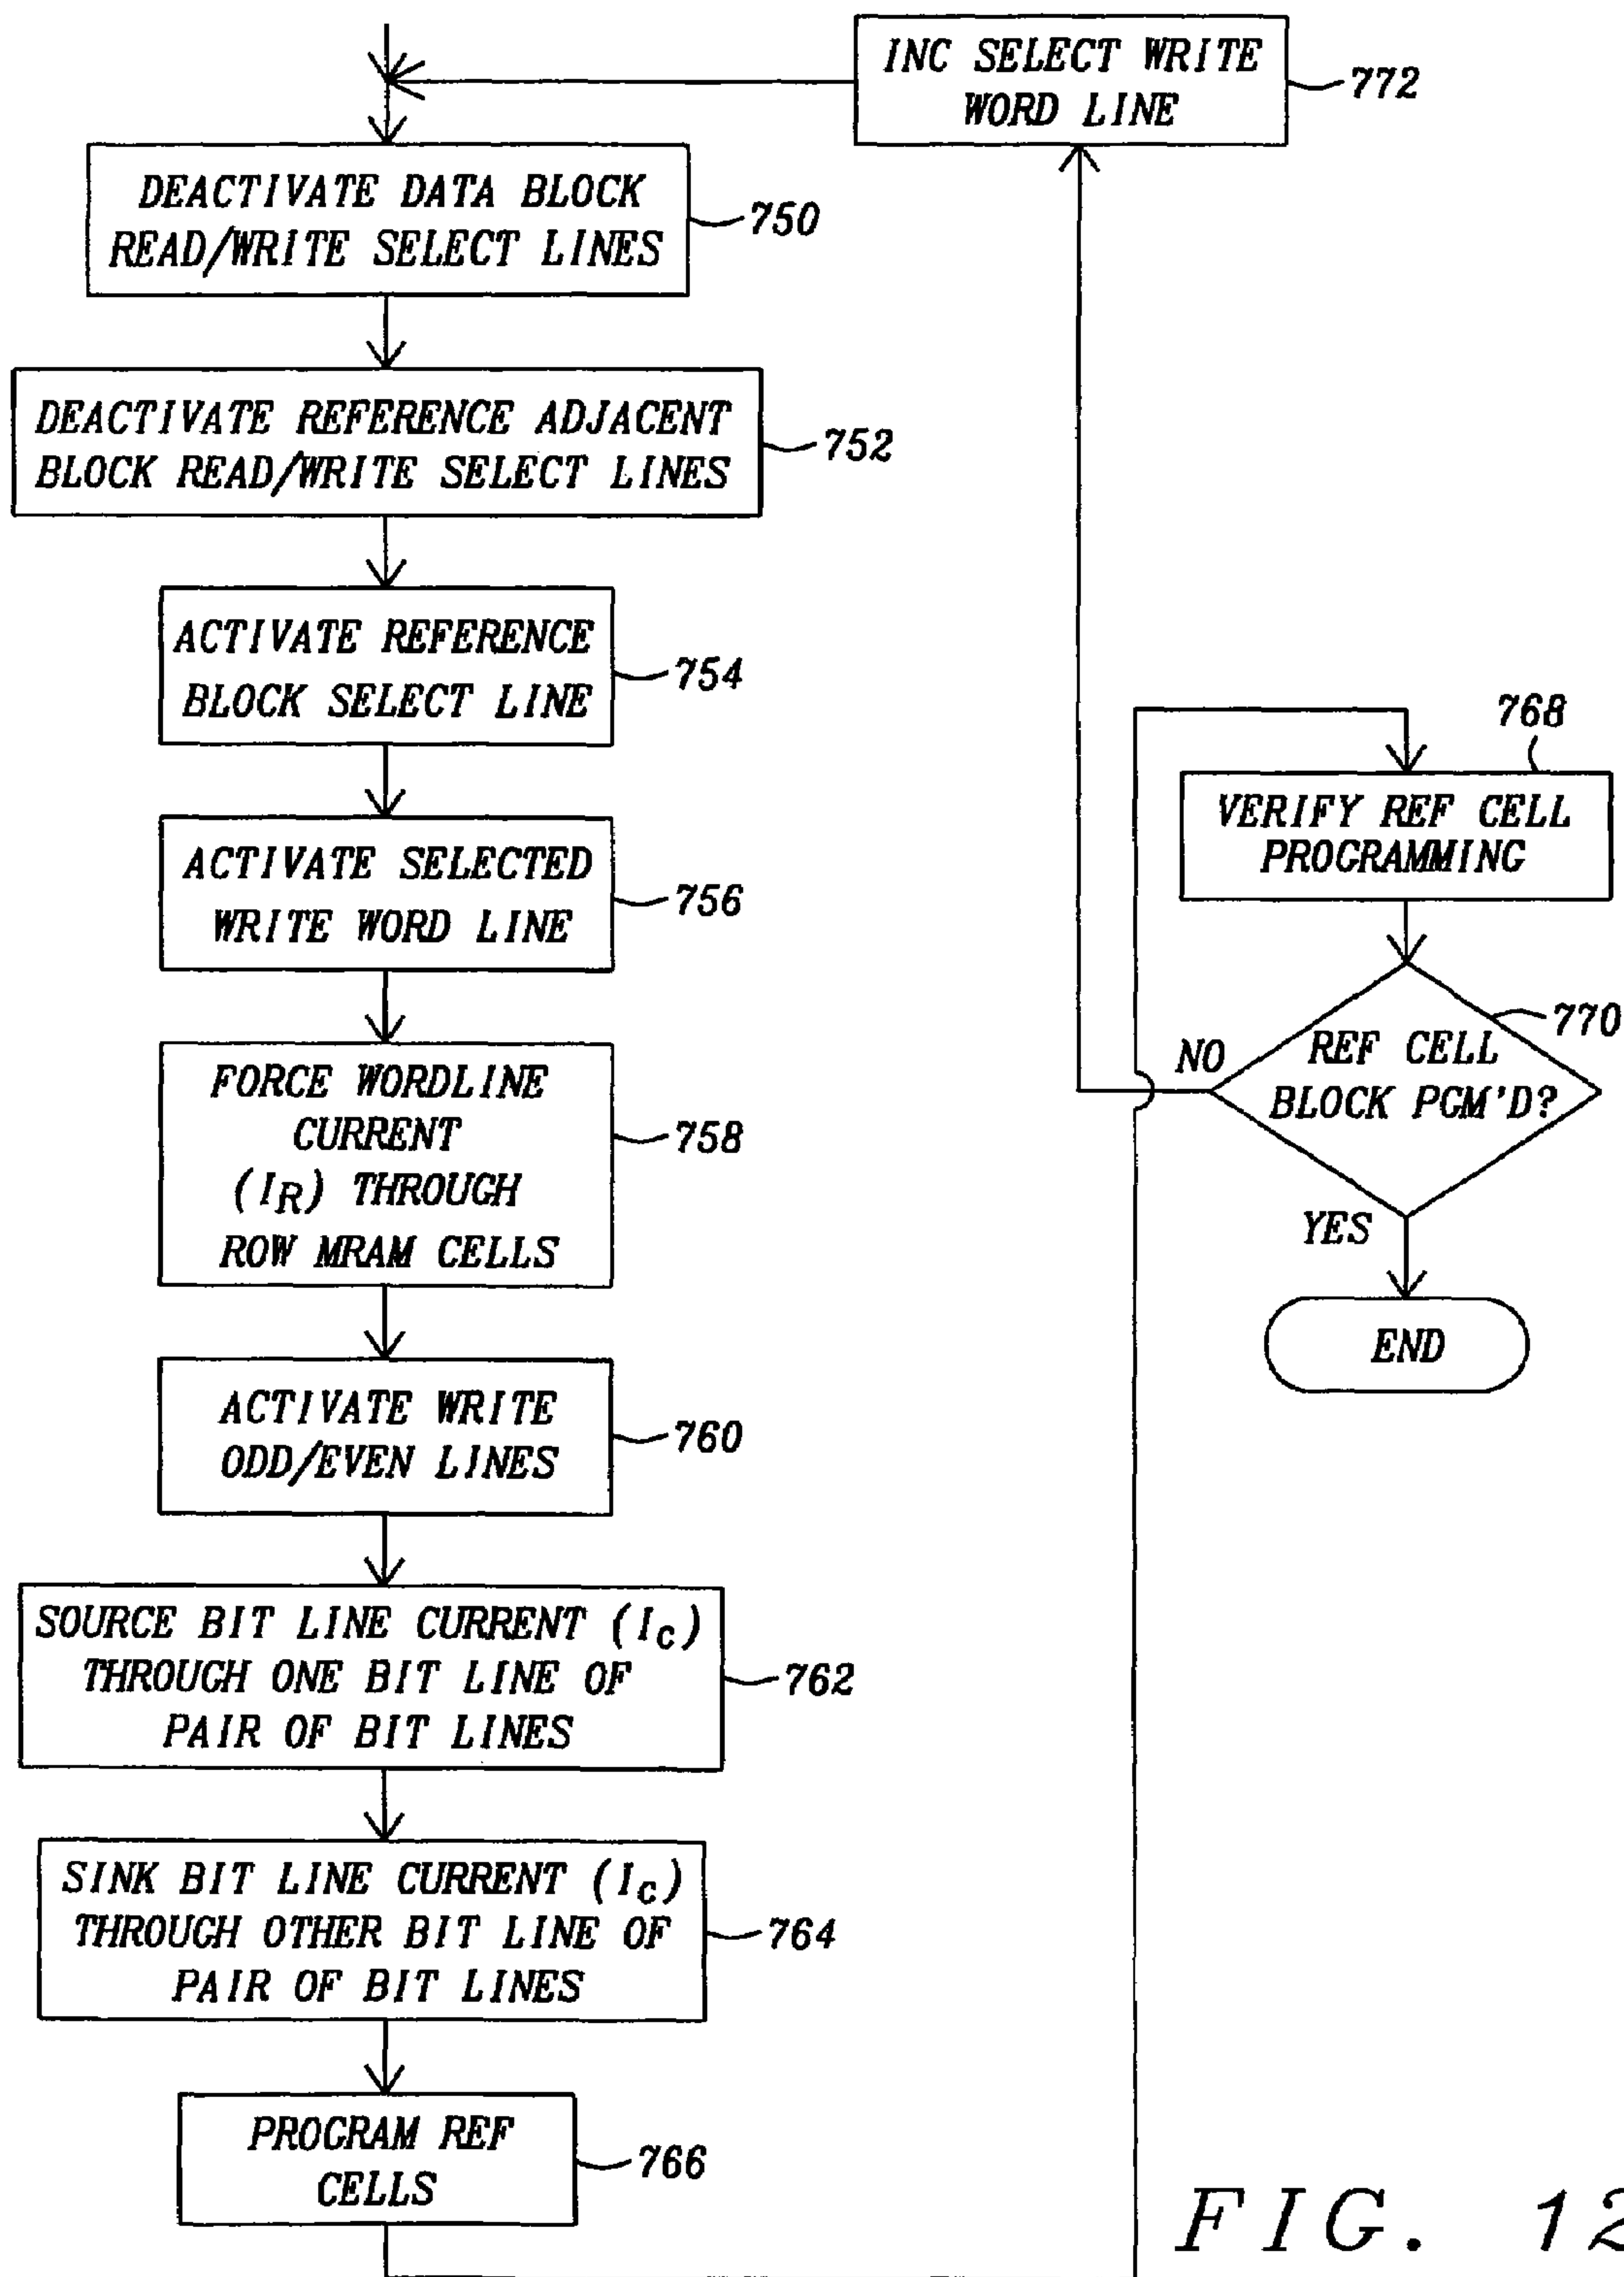 INC SELECT WRITE
WORD LINE
772
DEACTIVATE DATA BLOCK
READ/WRITE SELECT LINES
750
DEACTIVATE REFERENCE ADJACENT
BLOCK READ/WRITE SELECT LINES
752
ACTIVATE REFERENCE
BLOCK SELECT LINE
754
ACTIVATE SELECTED
WRITE WORD LINE
756
FORCE WORDLINE
CURRENT
(IR) THROUGH
ROW MRAM CELLS
758
ACTIVATE WRITE
ODD/EVEN LINES
760
SOURCE BIT LINE CURRENT (IC)
THROUGH ONE BIT LINE OF
PAIR OF BIT LINES
762
SINK BIT LINE CURRENT (IC)
THROUGH OTHER BIT LINE OF
PAIR OF BIT LINES
764
PROGRAM REF
CELLS
766
768
VERIFY REF CELL
PROGRAMMING
770
REF CELL
BLOCK PGM'D?
NO
YES
END
FIG. 12